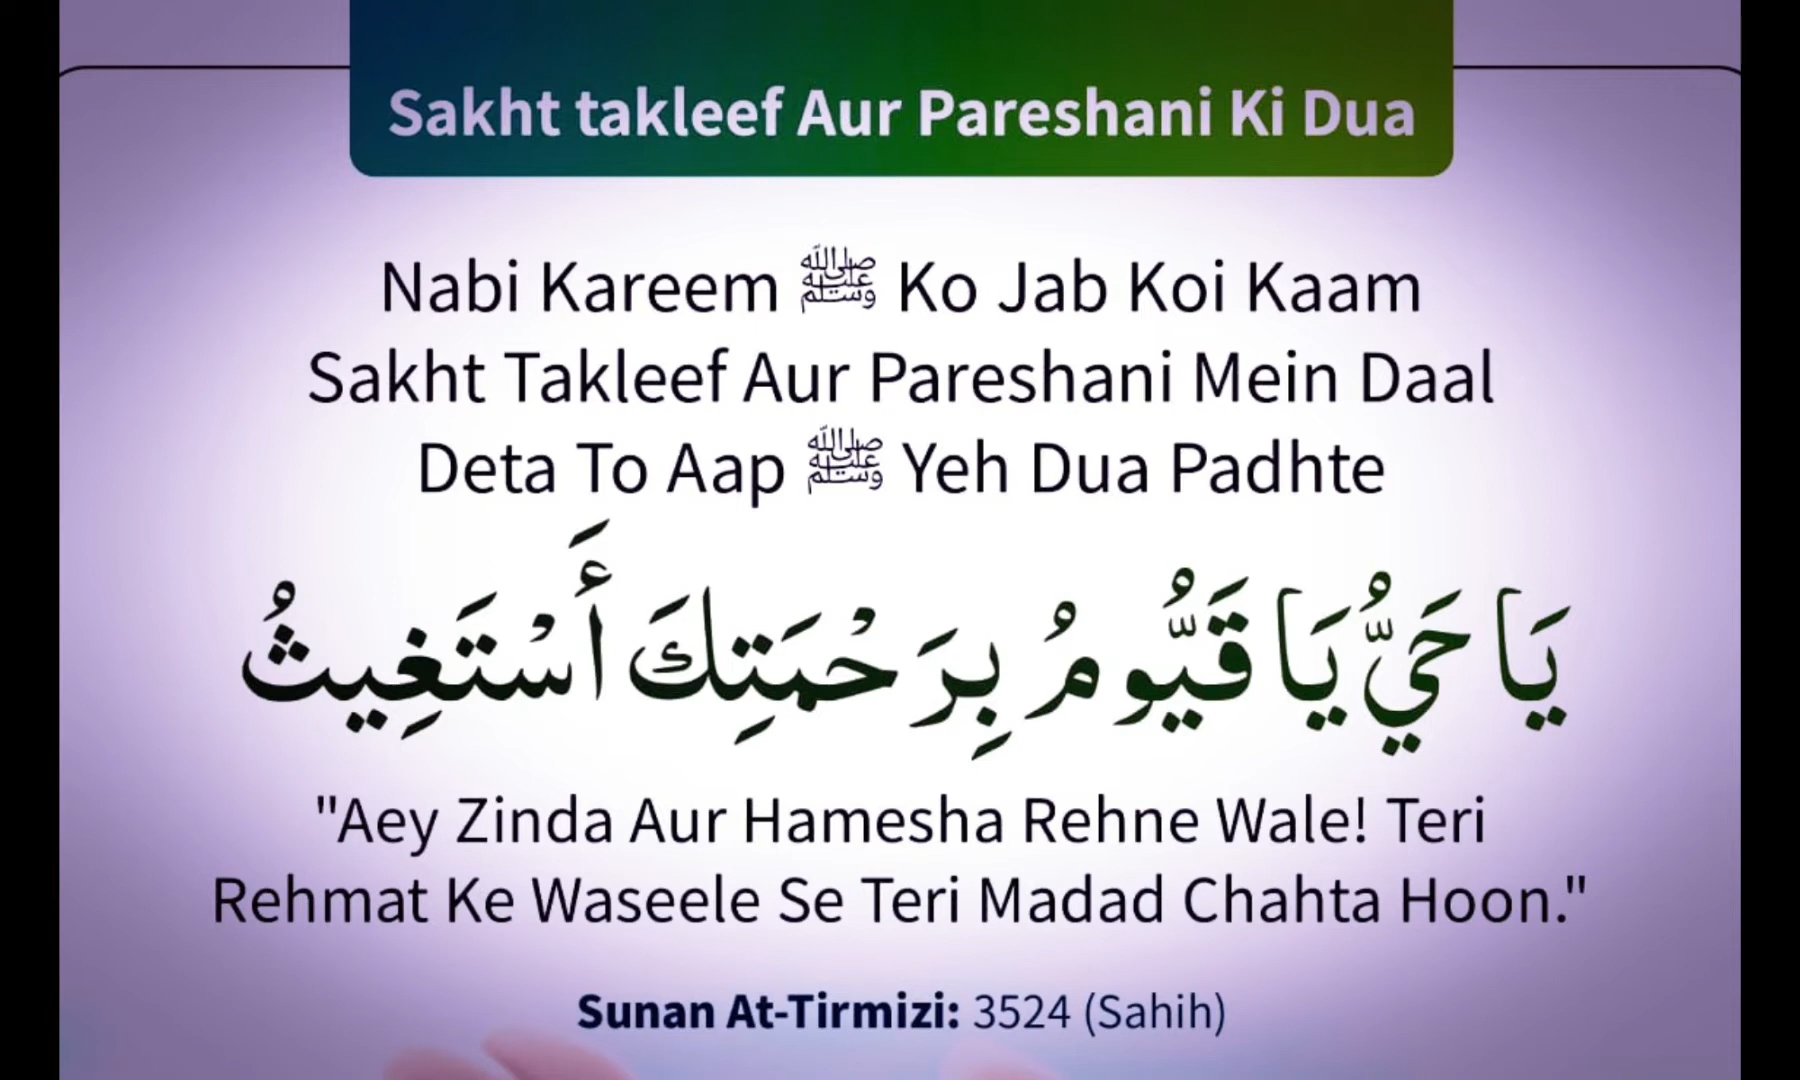 Sakht takleef Aur Pareshani Ki Dua
Nabi Kareem ﷺ Ko Jab Koi Kaam
Sakht Takleef Aur Pareshani Mein Daal
Deta To Aap ﷺ Yeh Dua Padhte
يَا حَيُّ يَا قَيُّومُ بِرَحْمَتِكَ أَسْتَغِيثُ
"Aey Zinda Aur Hamesha Rehne Wale! Teri
Rehmat Ke Waseele Se Teri Madad Chahta Hoon."
Sunan At-Tirmizi: 3524 (Sahih)